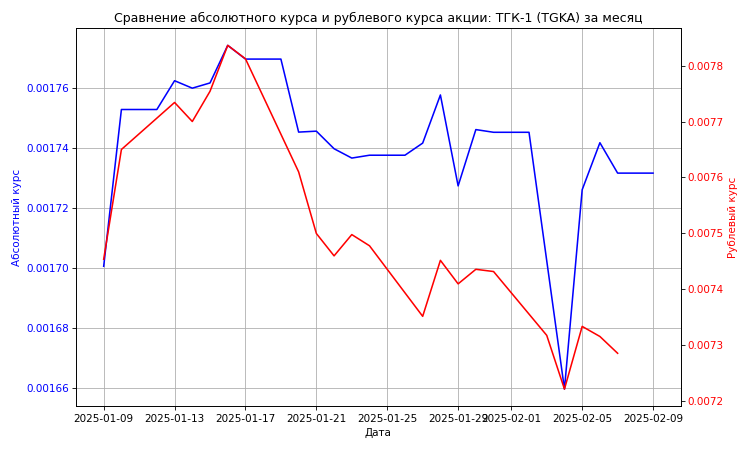 Сравнение абсолютного курса и рублевого курса акции: ТГК-1 (TGKA) за месяц
0.00176
0.00174
0.00172
0.00170
0.00168
0.00166
Абсолютный курс
0.0078
0.0077
0.0076
0.0075
0.0074
0.0073
0.0072
Рублевый курс
2025-01-09 2025-01-13 2025-01-17 2025-01-21 2025-01-25 2025-01-29 2025-02-01 2025-02-05 2025-02-09
Дата